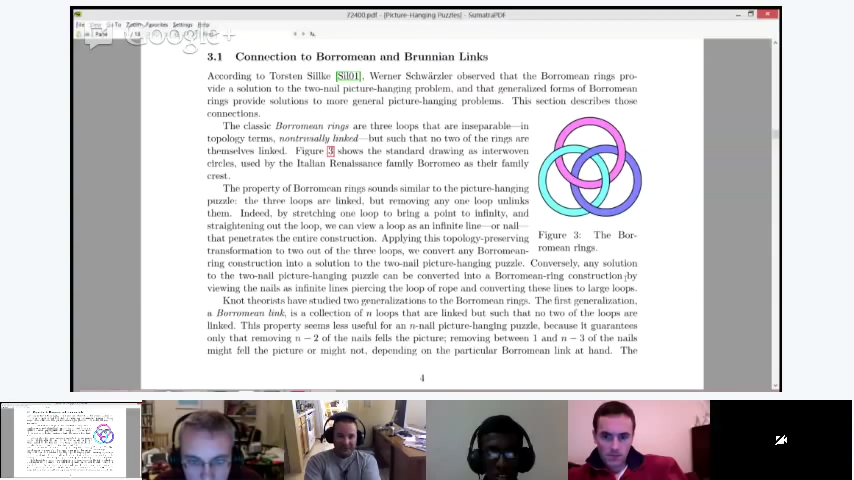 72400.pdf - [Picture-Hanging Puzzles] - SumatraPDF
Favorites Settings Help
Google+
3.1 Connection to Borromean and Brunnian Links
According to Torsten Sillke [Sil01], Werner Schwärzler observed that the Borromean rings pro-
vide a solution to the two-nail picture-hanging problem, and that generalized forms of Borromean
rings provide solutions to more general picture-hanging problems. This section describes those
connections.
The classic Borromean rings are three loops that are inseparable—in
topology terms, nontrivially linked—but such that no two of the rings are
themselves linked. Figure 3 shows the standard drawing as interwoven
circles, used by the Italian Renaissance family Borromeo as their family
crest.
The property of Borromean rings sounds similar to the picture-hanging
puzzle: the three loops are linked, but removing any one loop unlinks
them. Indeed, by stretching one loop to bring a point to infinity, and
straightening out the loop, we can view a loop as an infinite line—or nail—
that penetrates the entire construction. Applying this topology-preserving
transformation to two out of the three loops, we convert any Borromean-
Figure 3: The Bor-
romean rings.
ring construction into a solution to the two-nail picture-hanging puzzle. Conversely, any solution
to the two-nail picture-hanging puzzle can be converted into a Borromean-ring construction by
viewing the nails as infinite lines piercing the loop of rope and converting these lines to large loops.
Knot theorists have studied two generalizations to the Borromean rings. The first generalization,
a Borromean link, is a collection of n loops that are linked but such that no two of the loops are
linked. This property seems less useful for an n-nail picture-hanging puzzle, because it guarantees
only that removing n − 2 of the nails fells the picture; removing between 1 and n − 3 of the nails
might fell the picture or might not, depending on the particular Borromean link at hand. The
4